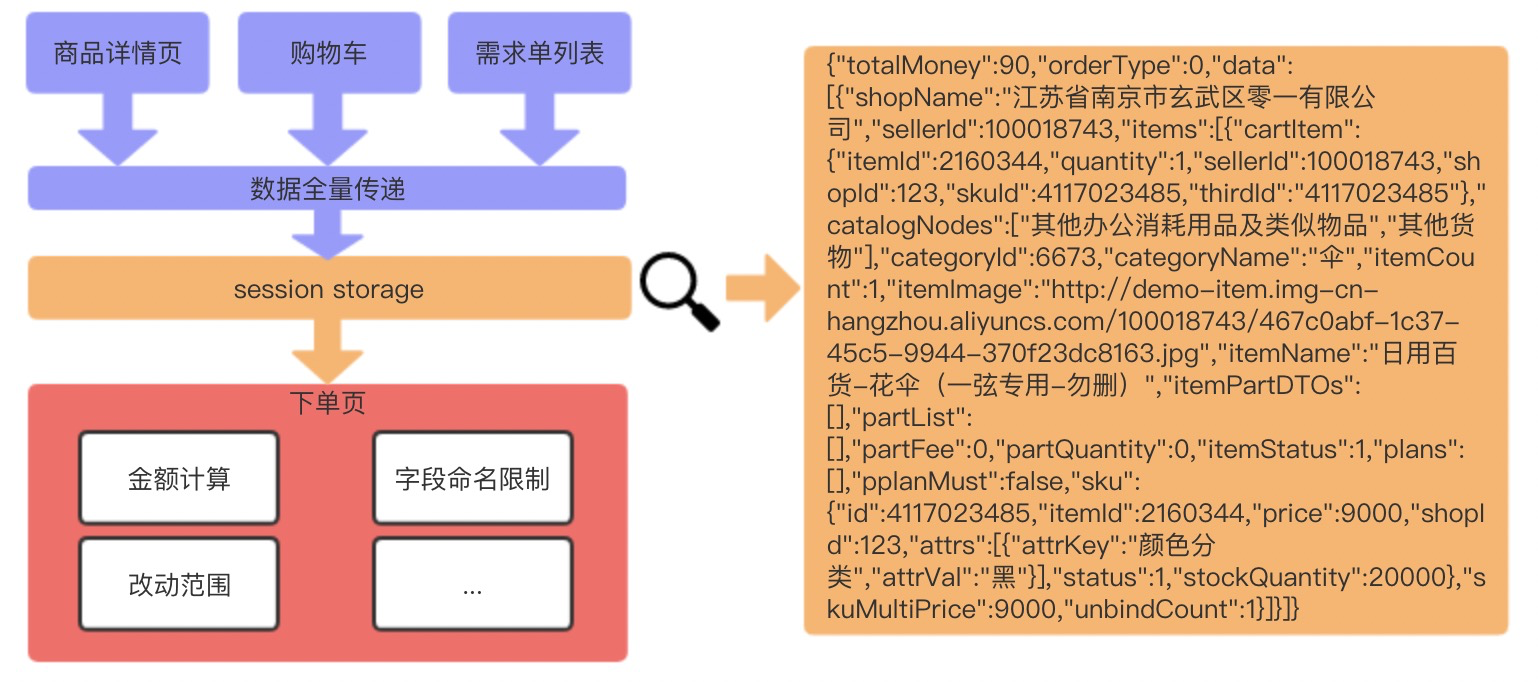 商品详情页
购物车
需求单列表
数据全量传递
session storage
下单页
金额计算
字段命名限制
改动范围
...
{"totalMoney":90,"orderType":0,"data":
[{"shopName":"江苏省南京市玄武区零一有限公
司","sellerId":100018743,"items":[{"cartItem":
{"itemId":2160344,"quantity":1,"sellerId":100018743,"sh
opId":123,"skuId":4117023485,"thirdId":"4117023485"},"
catalogNodes":["其他办公消耗用品及类似物品","其他货
物"],"categoryId":6673,"categoryName":"伞","itemCou
nt":1,"itemImage":"http://demo-item.img-cn-
hangzhou.aliyuncs.com/100018743/467c0abf-1c37-
45c5-9944-370f23dc8163.jpg","itemName":"日用百
货-花伞（一弦专用-勿删）","itemPartDTOs":
[],"partList":
[],"partFee":0,"partQuantity":0,"itemStatus":1,"plans":
[],"pplanMust":false,"sku":
{"id":4117023485,"itemId":2160344,"price":9000,"shopI
d":123,"attrs":[{"attrKey":"颜色分
类","attrVal":"黑"}],"status":1,"stockQuantity":20000},"s
kuMultiPrice":9000,"unbindCount":1}]}]}